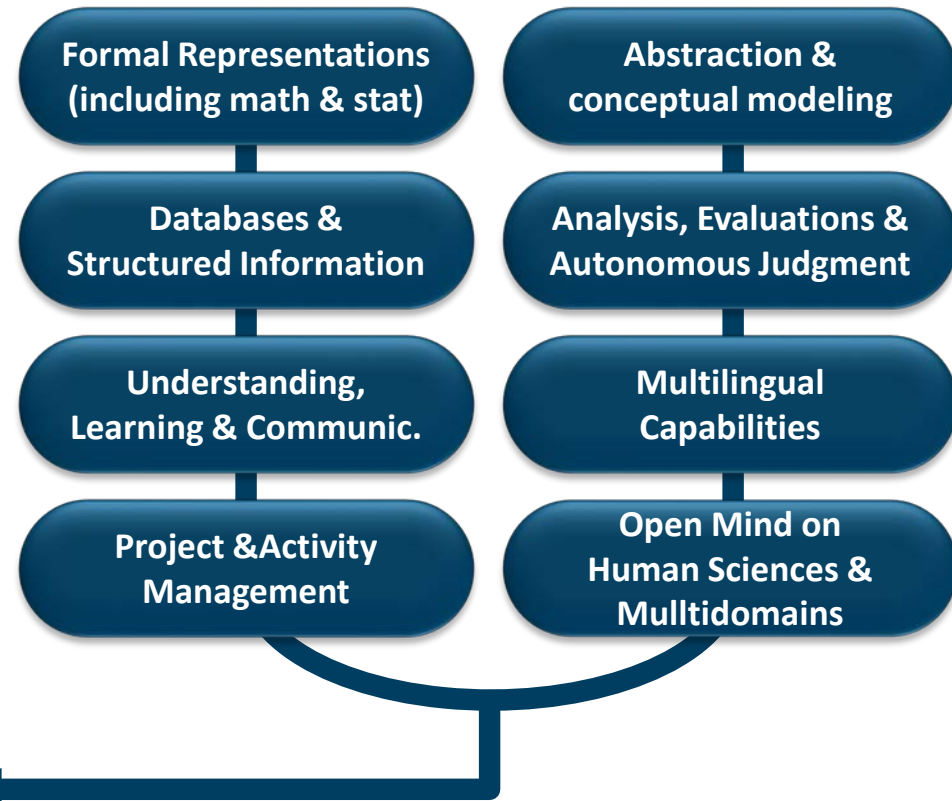 Formal Representations
(including math & stat)
Databases &
Structured Information
Understanding,
Learning & Communic.
Project &Activity
Management
Abstraction &
conceptual modeling
Analysis, Evaluations &
Autonomous Judgment
Multilingual
Capabilities
Open Mind on
Human Sciences &
Mulltidomains